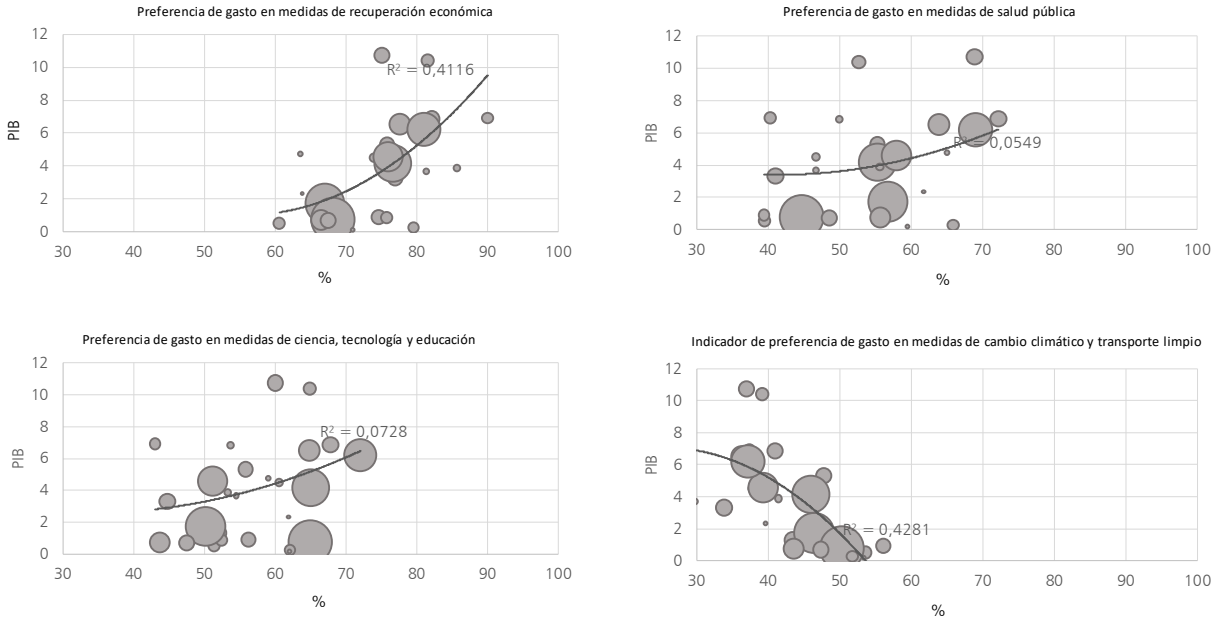 Preferencia de gasto en medidas de recuperación económica
12
10
8
6
4
2
0
PIB
R² = 0,4116
30 40 50 60 70 80 90 100
%
Preferencia de gasto en medidas de salud pública
12
10
8
6
4
2
0
PIB
R² = 0,0549
30 40 50 60 70 80 90 100
%
Preferencia de gasto en medidas de ciencia, tecnología y educación
12
10
8
6
4
2
0
PIB
R² = 0,0728
30 40 50 60 70 80 90 100
%
Indicador de preferencia de gasto en medidas de cambio climático y transporte limpio
12
10
8
6
4
2
0
PIB
R² = 0,4281
30 40 50 60 70 80 90 100
%